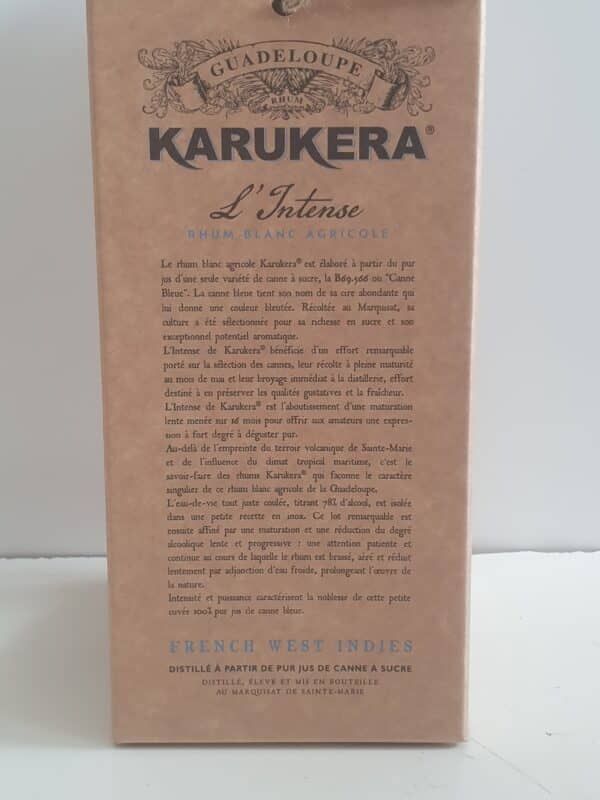 GUADELOUPE
RHUM
KARUKERA®
L'Intense
RHUM BLANC AGRICOLE
Le rhum blanc agricole Karukera® est élaboré à partir du pur
jus d'une seule variété de canne à sucre, la B69.566 ou "Canne
Bleue". La canne bleue tient son nom de sa cire abondante qui
lui donne une couleur bleutée. Récoltée au Marquisat, sa
culture a été sélectionnée pour sa richesse en sucre et son
exceptionnel potentiel aromatique.
L'Intense de Karukera® bénéficie d'un effort remarquable
porté sur la sélection des cannes, leur récolte à pleine maturité
au mois de mai et leur broyage immédiat à la distillerie, effort
destiné à en préserver les qualités gustatives et la fraîcheur.
L'Intense de Karukera® est l'aboutissement d'une maturation
lente menée sur 16 mois pour offrir aux amateurs une expres-
sion à fort degré à déguster pur.
Au-delà de l'empreinte du terroir volcanique de Sainte-Marie
et de l'influence du climat tropical maritime, c'est le
savoir-faire des rhums Karukera® qui façonne le caractère
singulier de ce rhum blanc agricole de la Guadeloupe.
L'eau-de-vie tout juste coulée, titrant 78% d'alcool, est isolée
dans une petite recette en inox. Ce lot remarquable est
ensuite affiné par une maturation et une réduction du degré
alcoolique lente et progressive : une attention patiente et
continue au cours de laquelle le rhum est brassé, aéré et réduit
lentement par adjonction d'eau froide, prolongeant l'œuvre de
la nature.
Intensité et puissance caractérisent la noblesse de cette petite
cuvée 100% pur jus de canne bleue.
FRENCH WEST INDIES
DISTILLÉ À PARTIR DE PUR JUS DE CANNE A SUCRE
DISTILLÉ, ÉLEVÉ ET MIS EN BOUTEILLE
AU MARQUISAT DE SAINTE-MARIE